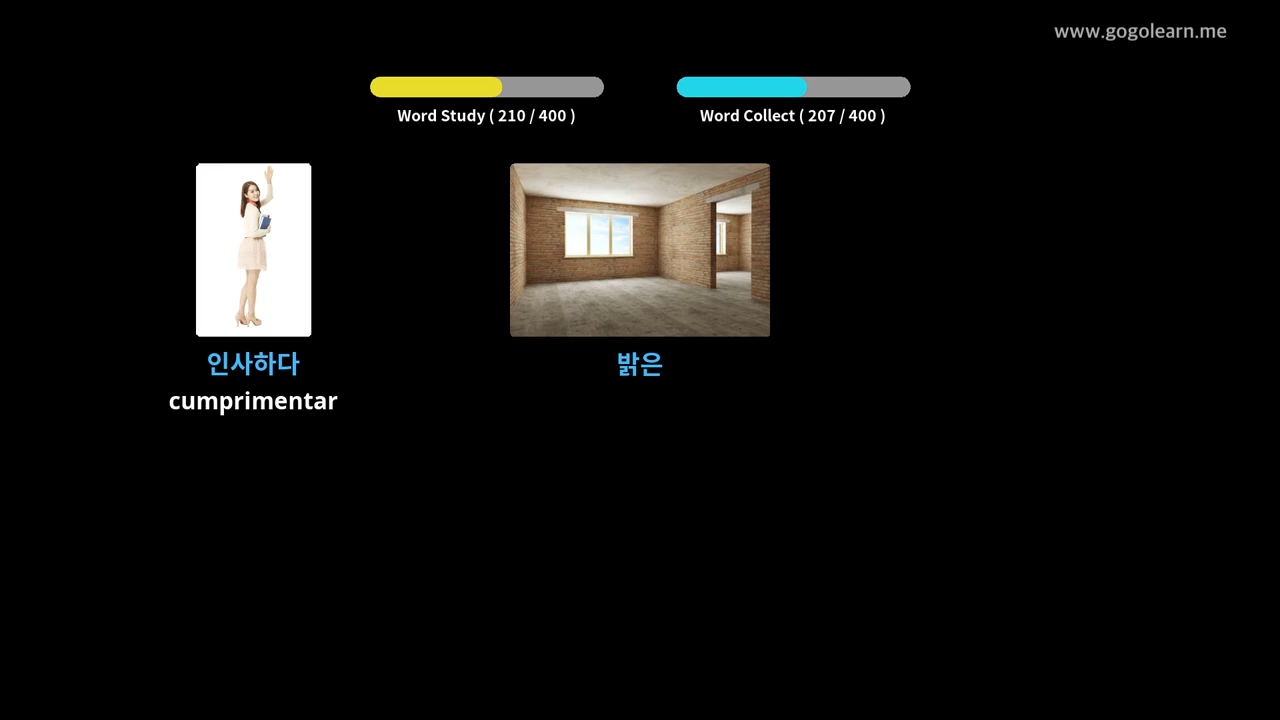 www.gogolearn.me
Word Study ( 210 / 400 )
Word Collect ( 207 / 400 )
인사하다
cumprimentar
밝은